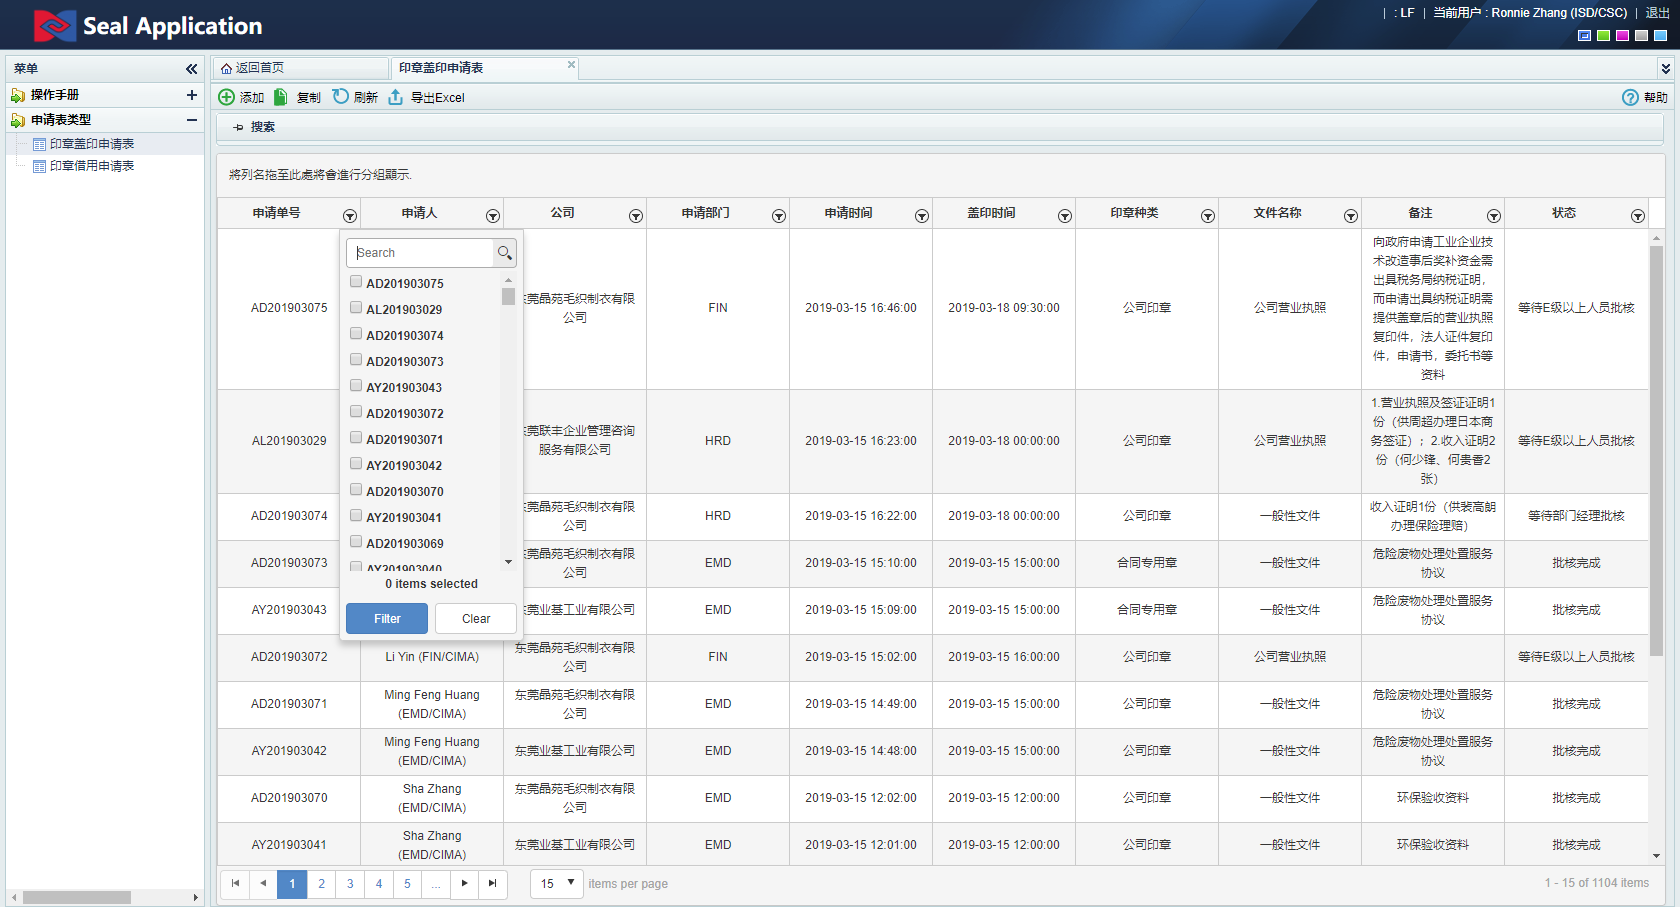 Seal Application
| : LF | 当前用户 : Ronnie Zhang (ISD/CSC) | 退出
菜单
操作手册
申请表类型
印章盖印申请表
印章借用申请表
返回首页
印章盖印申请表
添加 复制 刷新 导出Excel
帮助
搜索
將列名拖至此處將會進行分組顯示.
申请单号 申请人 公司 申请部门 申请时间 盖印时间 印章种类 文件名称 备注 状态
Search
AD201903075
AL201903029
AD201903074
AD201903073
AY201903043
AD201903072
AD201903071
AY201903042
AD201903070
AY201903041
AD201903069
AY201903040
0 items selected
Filter Clear
AD201903075
莞晶苑毛织制衣有限
公司
FIN
2019-03-15 16:46:00
2019-03-18 09:30:00
公司印章
公司营业执照
向政府申请工业企业技
术改造事后奖补资金需
出具税务局纳税证明，
而申请出具纳税证明需
提供盖章后的营业执照
复印件，法人证件复印
件，申请书，委托书等
资料
等待E级以上人员批核
AL201903029
莞联丰企业管理咨询
服务有限公司
HRD
2019-03-15 16:23:00
2019-03-18 00:00:00
公司印章
公司营业执照
1.营业执照及签证证明1
份（供周超办理日本商
务签证）；2.收入证明2
份（何少锋、何贵香2
张）
等待E级以上人员批核
AD201903074
莞晶苑毛织制衣有限
公司
HRD
2019-03-15 16:22:00
2019-03-18 00:00:00
公司印章
一般性文件
收入证明1份（供裴高朗
办理保险理赔）
等待部门经理批核
AD201903073
莞晶苑毛织制衣有限
公司
EMD
2019-03-15 15:10:00
2019-03-15 15:00:00
合同专用章
一般性文件
危险废物处理处置服务
协议
批核完成
AY201903043
莞业基工业有限公司
EMD
2019-03-15 15:09:00
2019-03-15 15:00:00
合同专用章
一般性文件
危险废物处理处置服务
协议
批核完成
AD201903072
Li Yin (FIN/CIMA)
东莞晶苑毛织制衣有限
公司
FIN
2019-03-15 15:02:00
2019-03-15 16:00:00
公司印章
公司营业执照
等待E级以上人员批核
AD201903071
Ming Feng Huang
(EMD/CIMA)
东莞晶苑毛织制衣有限
公司
EMD
2019-03-15 14:49:00
2019-03-15 15:00:00
公司印章
一般性文件
危险废物处理处置服务
协议
批核完成
AY201903042
Ming Feng Huang
(EMD/CIMA)
东莞业基工业有限公司
EMD
2019-03-15 14:48:00
2019-03-15 15:00:00
公司印章
一般性文件
危险废物处理处置服务
协议
批核完成
AD201903070
Sha Zhang
(EMD/CIMA)
东莞晶苑毛织制衣有限
公司
EMD
2019-03-15 12:02:00
2019-03-15 12:00:00
公司印章
一般性文件
环保验收资料
批核完成
AY201903041
Sha Zhang
(EMD/CIMA)
东莞业基工业有限公司
EMD
2019-03-15 12:01:00
2019-03-15 12:00:00
公司印章
一般性文件
环保验收资料
批核完成
1 2 3 4 5 ... 15 items per page
1 - 15 of 1104 items